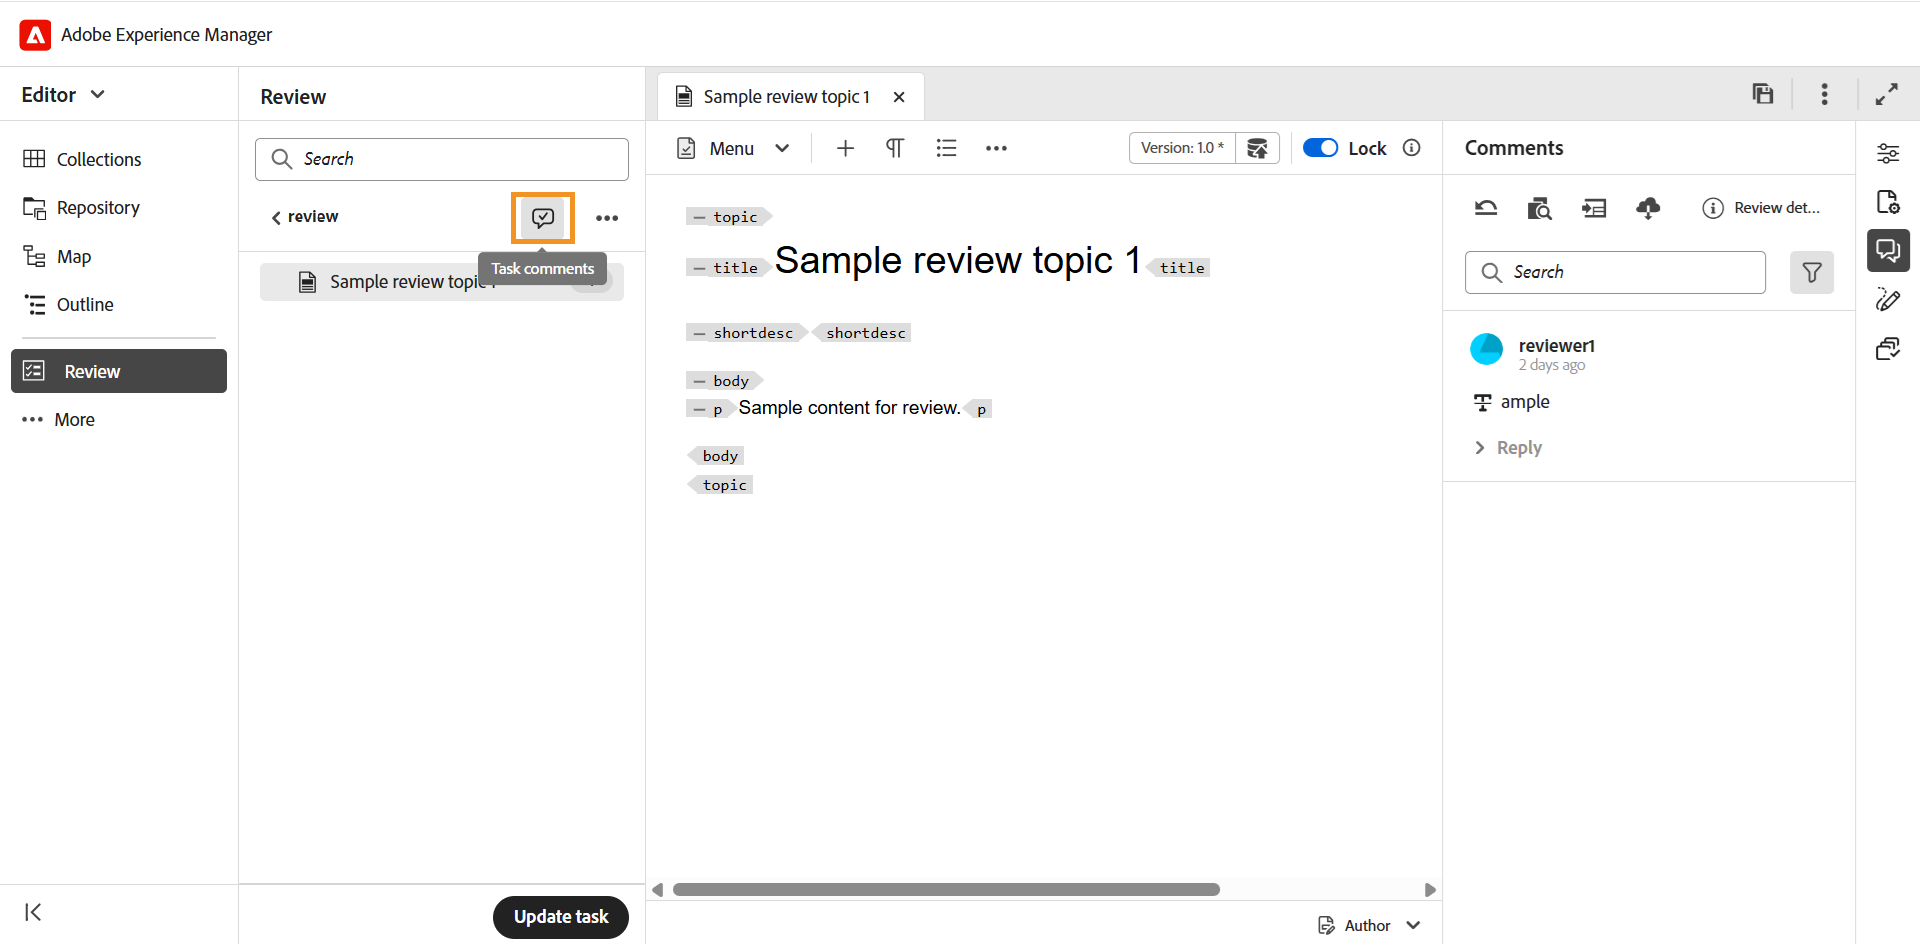 Adobe Experience Manager
Editor
Collections
Repository
Map
Outline
Review
More
Review
Search
review
Task comments
Sample review topic
Update task
Sample review topic 1
Menu
Version: 1.0 *
Lock
topic
title Sample review topic 1 title
shortdesc shortdesc
body
p Sample content for review. p
body
topic
Author
Comments
Review det...
Search
reviewer1
2 days ago
ample
Reply